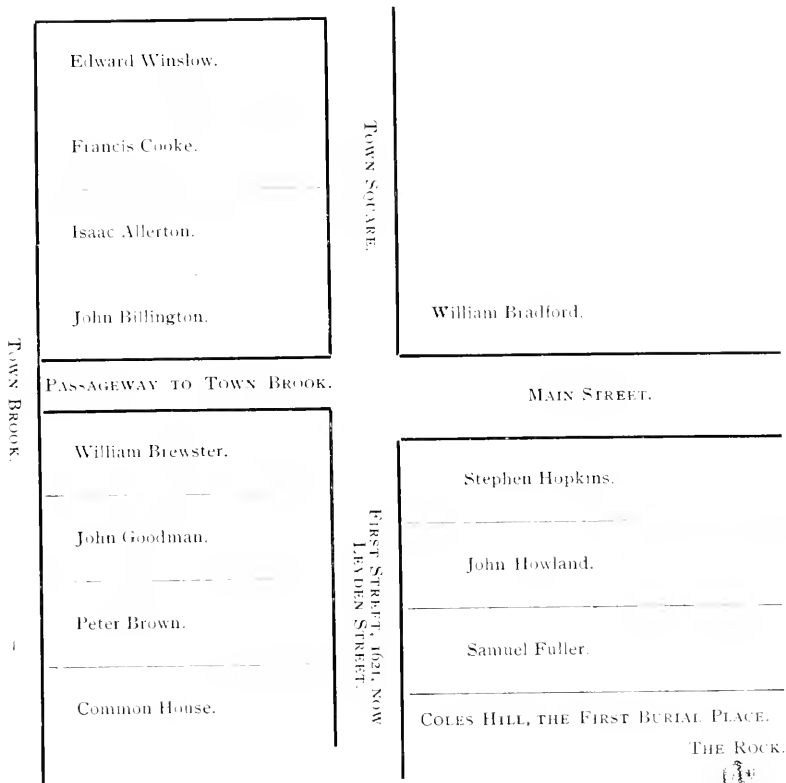 Edward Winslow.
Francis Cooke.
Isaac Allerton.
John Billington.
TOWN SQUARE.
William Bradford.
TOWN BROOK.
PASSAGEWAY TO TOWN BROOK.
MAIN STREET.
William Brewster.
John Goodman.
Peter Brown.
Common House.
FIRST STREET, 1621, NOW
LEYDEN STREET.
Stephen Hopkins.
John Howland.
Samuel Fuller.
COLES HILL, THE FIRST BURIAL PLACE.
THE ROCK.